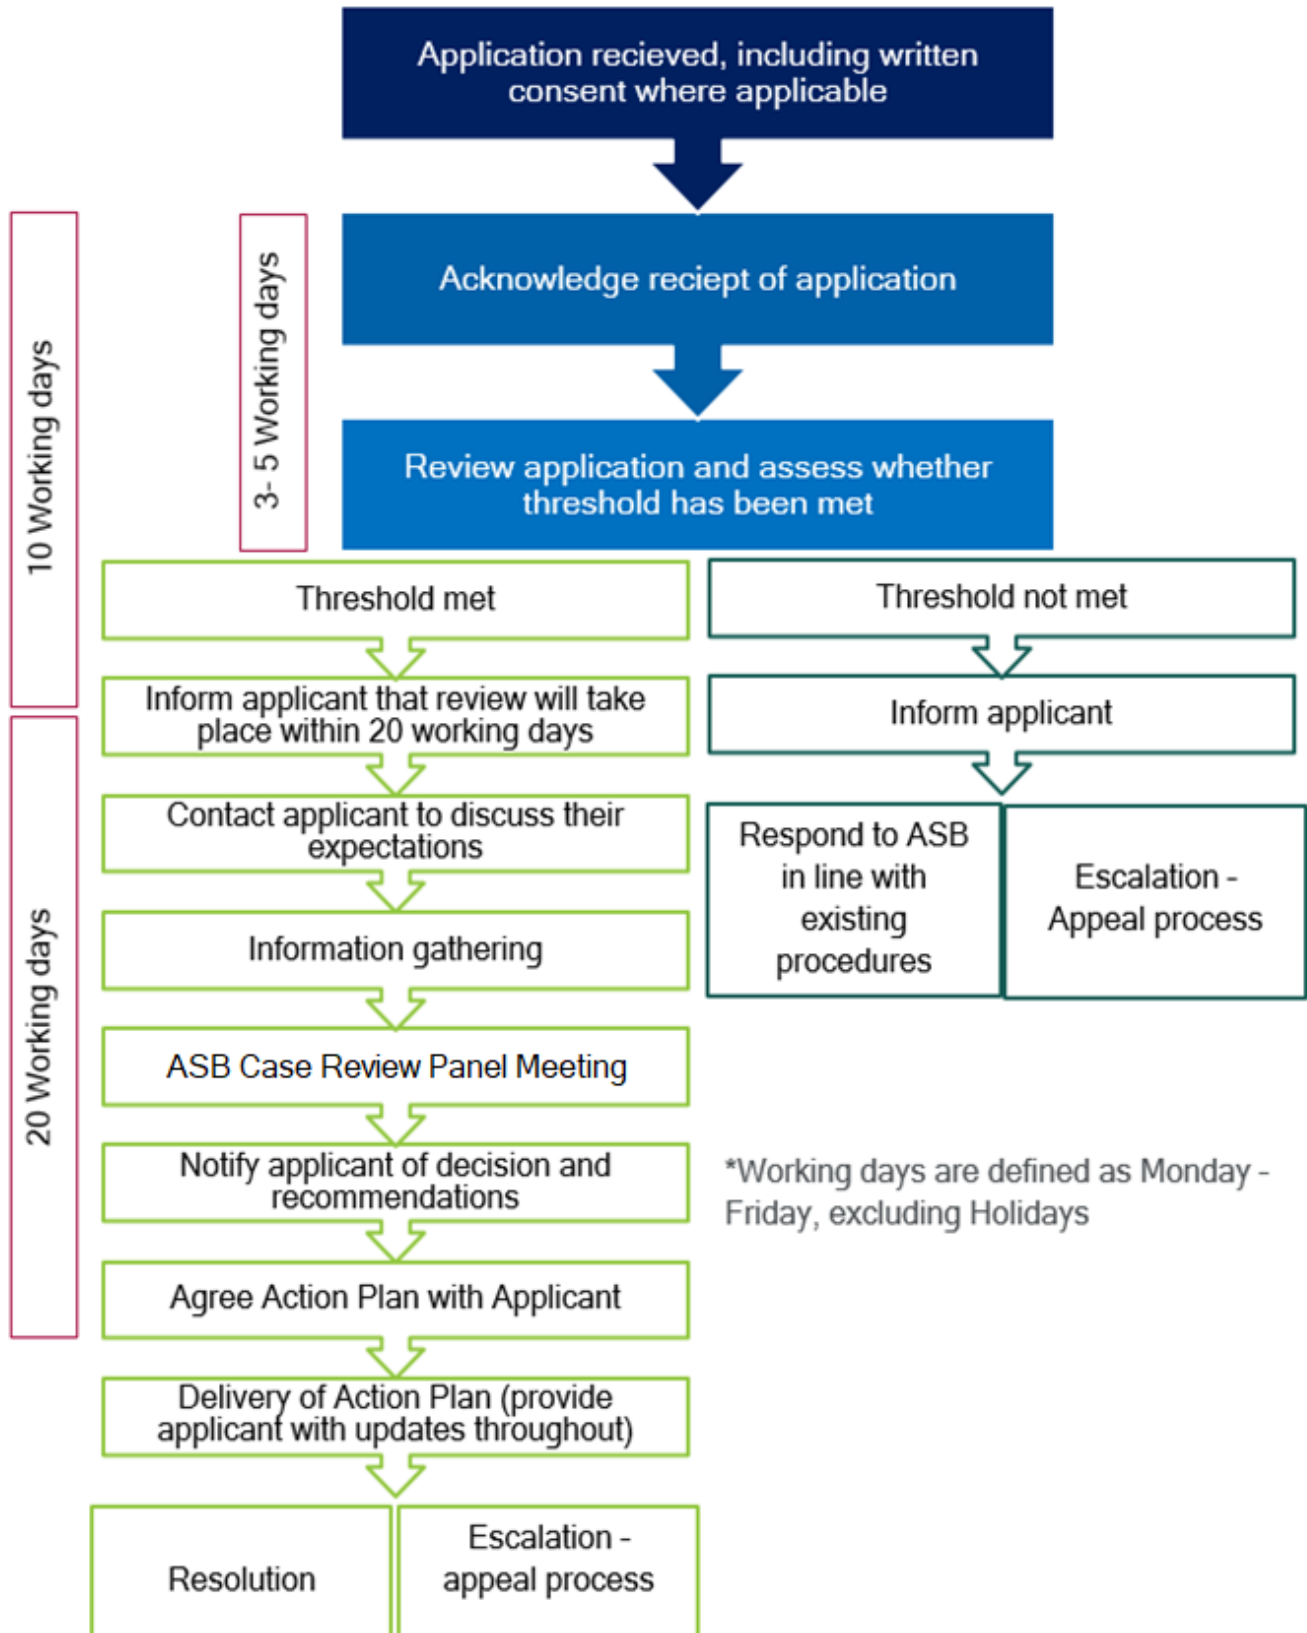 Application recieved, including written
consent where applicable
Acknowledge reciept of application
Review application and assess whether
threshold has been met
10 Working days
3- 5 Working days
Threshold met
Inform applicant that review will take
place within 20 working days
Contact applicant to discuss their
expectations
Information gathering
ASB Case Review Panel Meeting
Notify applicant of decision and
recommendations
Agree Action Plan with Applicant
20 Working days
Delivery of Action Plan (provide
applicant with updates throughout)
Resolution
Escalation -
appeal process
Threshold not met
Inform applicant
Respond to ASB
in line with
existing
procedures
Escalation -
Appeal process
*Working days are defined as Monday -
Friday, excluding Holidays